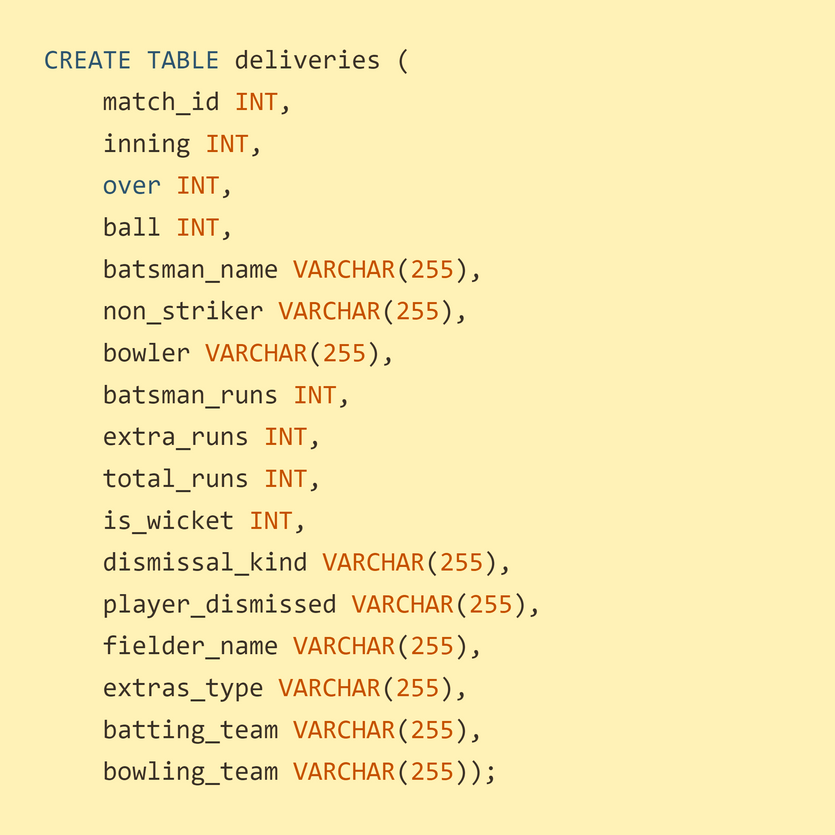 CREATE TABLE deliveries (
    match_id INT,
    inning INT,
    over INT,
    ball INT,
    batsman_name VARCHAR(255),
    non_striker VARCHAR(255),
    bowler VARCHAR(255),
    batsman_runs INT,
    extra_runs INT,
    total_runs INT,
    is_wicket INT,
    dismissal_kind VARCHAR(255),
    player_dismissed VARCHAR(255),
    fielder_name VARCHAR(255),
    extras_type VARCHAR(255),
    batting_team VARCHAR(255),
    bowling_team VARCHAR(255));